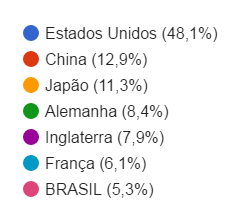 Estados Unidos (48,1%)
China (12,9%)
Japão (11,3%)
Alemanha (8,4%)
Inglaterra (7,9%)
França (6,1%)
BRASIL (5,3%)